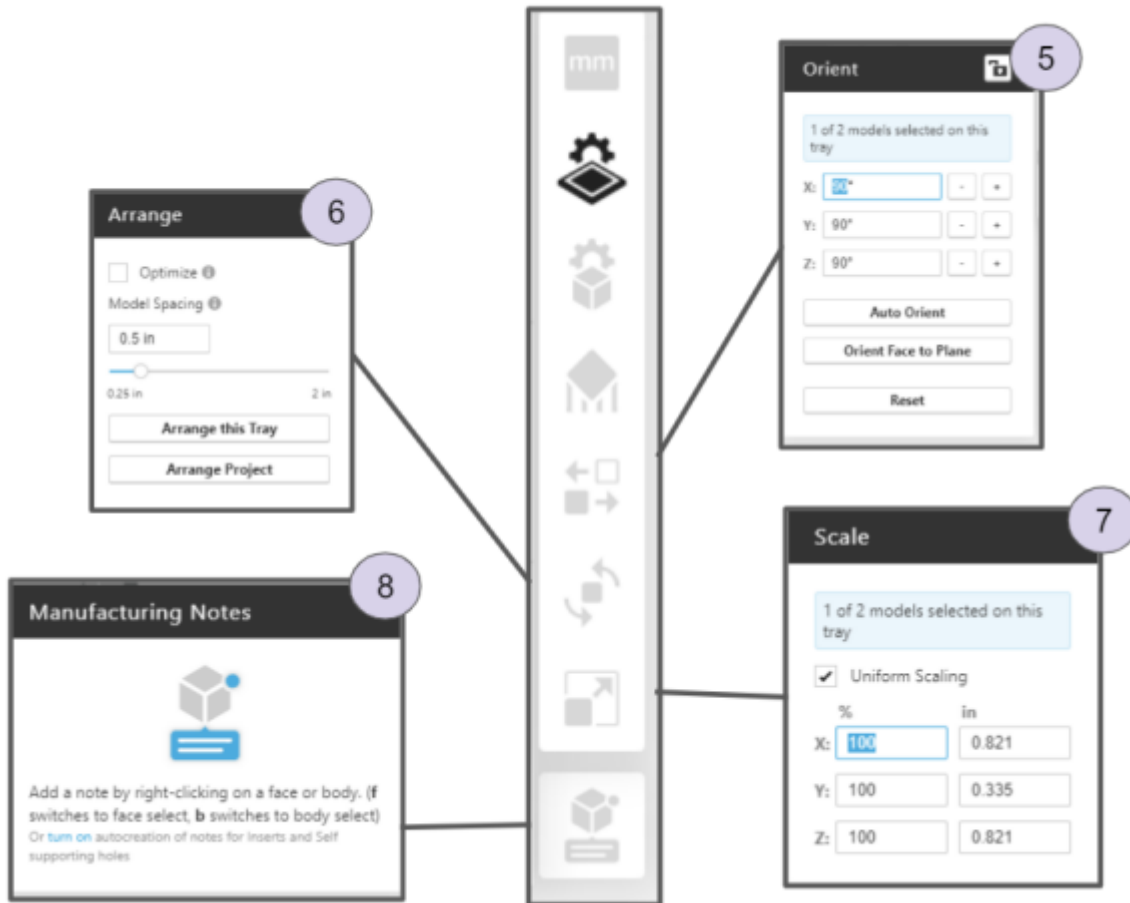 mm
Orient
5
1 of 2 models selected on this
tray
X: 90°
- +
Y: 90°
- +
Z: 90°
- +
Auto Orient
Orient Face to Plane
Reset
Arrange
6
Optimize
Model Spacing
0.5 in
0.25 in 2 in
Arrange this Tray
Arrange Project
Scale
7
1 of 2 models selected on this
tray
Uniform Scaling
% in
X: 100 0.821
Y: 100 0.335
Z: 100 0.821
Manufacturing Notes
8
Add a note by right-clicking on a face or body. (f
switches to face select, b switches to body select)
Or turn on autocreation of notes for Inserts and Self
supporting holes